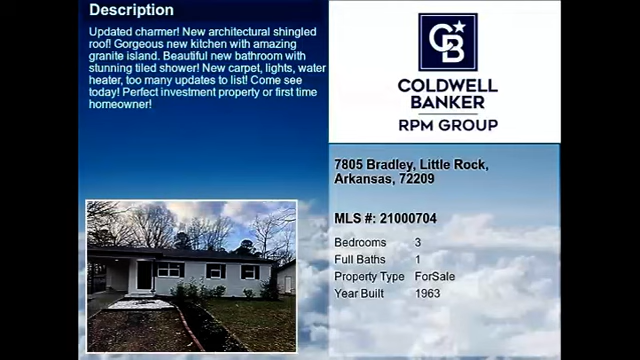 Description
Updated charmer! New architectural shingled
roof! Gorgeous new kitchen with amazing
granite island. Beautiful new bathroom with
stunning tiled shower! New carpet, lights, water
heater, too many updates to list! Come see
today! Perfect investment property or first time
homeowner!
CB
COLDWELL
BANKER
RPM GROUP
7805 Bradley, Little Rock,
Arkansas, 72209
MLS #: 21000704
Bedrooms 3
Full Baths 1
Property Type ForSale
Year Built 1963